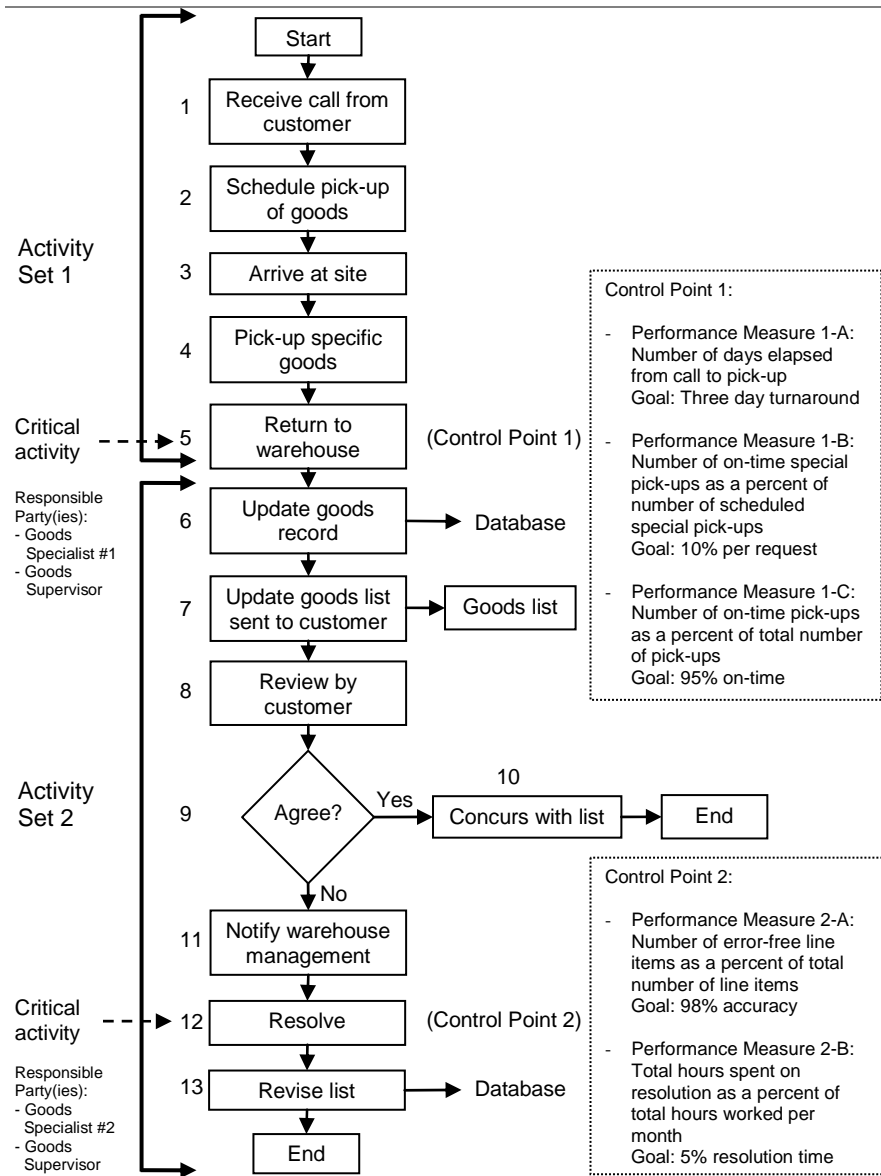 Start
1
Receive call from
customer
2
Schedule pick-up
of goods
Activity
Set 1
3
Arrive at site
4
Pick-up specific
goods
Critical
activity
5
Return to
warehouse
(Control Point 1)
Control Point 1:
- Performance Measure 1-A:
Number of days elapsed
from call to pick-up
Goal: Three day turnaround
- Performance Measure 1-B:
Number of on-time special
pick-ups as a percent of
number of scheduled
special pick-ups
Goal: 10% per request
- Performance Measure 1-C:
Number of on-time pick-ups
as a percent of total number
of pick-ups
Goal: 95% on-time
Responsible
Party(ies):
- Goods
Specialist #1
- Goods
Supervisor
6
Update goods
record
Database
7
Update goods list
sent to customer
Goods list
8
Review by
customer
Activity
Set 2
9
Agree?
Yes
10
Concurs with list
End
No
11
Notify warehouse
management
Critical
activity
12
Resolve
(Control Point 2)
Control Point 2:
- Performance Measure 2-A:
Number of error-free line
items as a percent of total
number of line items
Goal: 98% accuracy
- Performance Measure 2-B:
Total hours spent on
resolution as a percent of
total hours worked per
month
Goal: 5% resolution time
Responsible
Party(ies):
- Goods
Specialist #2
- Goods
Supervisor
13
Revise list
Database
End